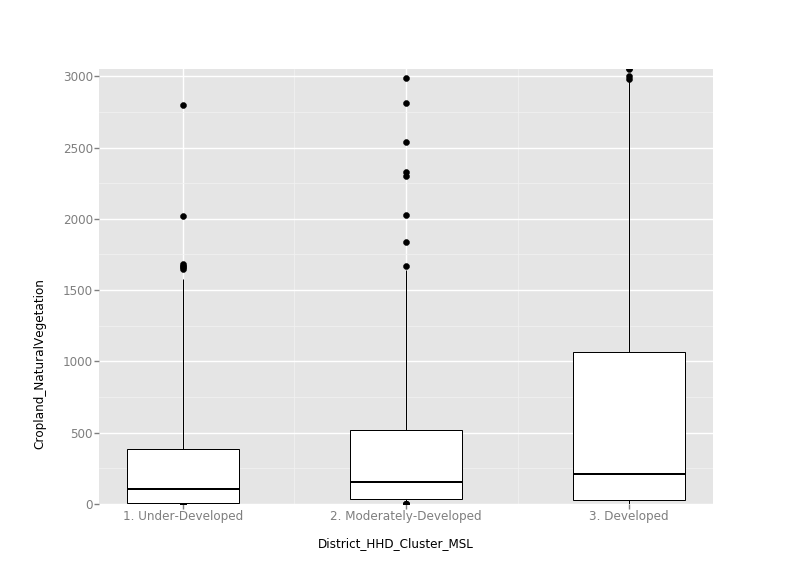 3000
2500
2000
1500
1000
500
0
Cropland_NaturalVegetation
1. Under-Developed
2. Moderately-Developed
3. Developed
District_HHD_Cluster_MSL